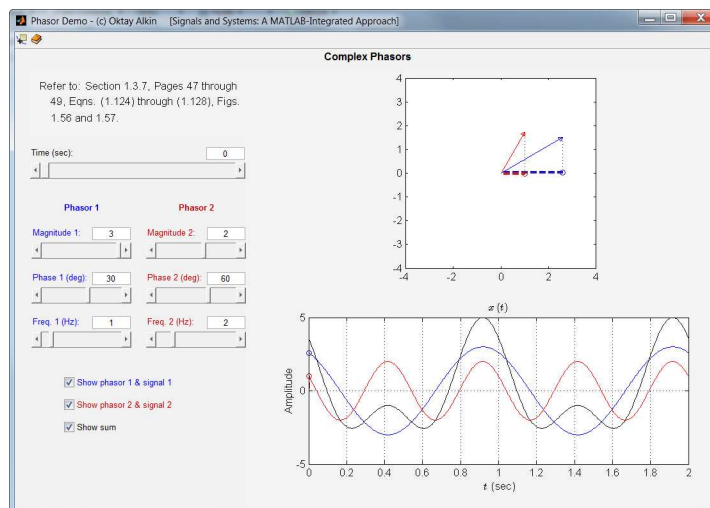 Phasor Demo - (c) Oktay Alkin [Signals and Systems: A MATLAB-Integrated Approach]
Complex Phasors
Refer to: Section 1.3.7, Pages 47 through
49, Eqns. (1.124) through (1.128), Figs.
1.56 and 1.57.
Time (sec): 0
Phasor 1 Phasor 2
Magnitude 1: 3 Magnitude 2: 2
Phase 1 (deg): 30 Phase 2 (deg): 60
Freq. 1 (Hz): 1 Freq. 2 (Hz): 2
Show phasor 1 & signal 1
Show phasor 2 & signal 2
Show sum
4
3
2
1
0
-1
-2
-3
-4
-4 -2 0 2 4
x (t)
5
0
-5
Amplitude
0 0.2 0.4 0.6 0.8 1 1.2 1.4 1.6 1.8 2
t (sec)